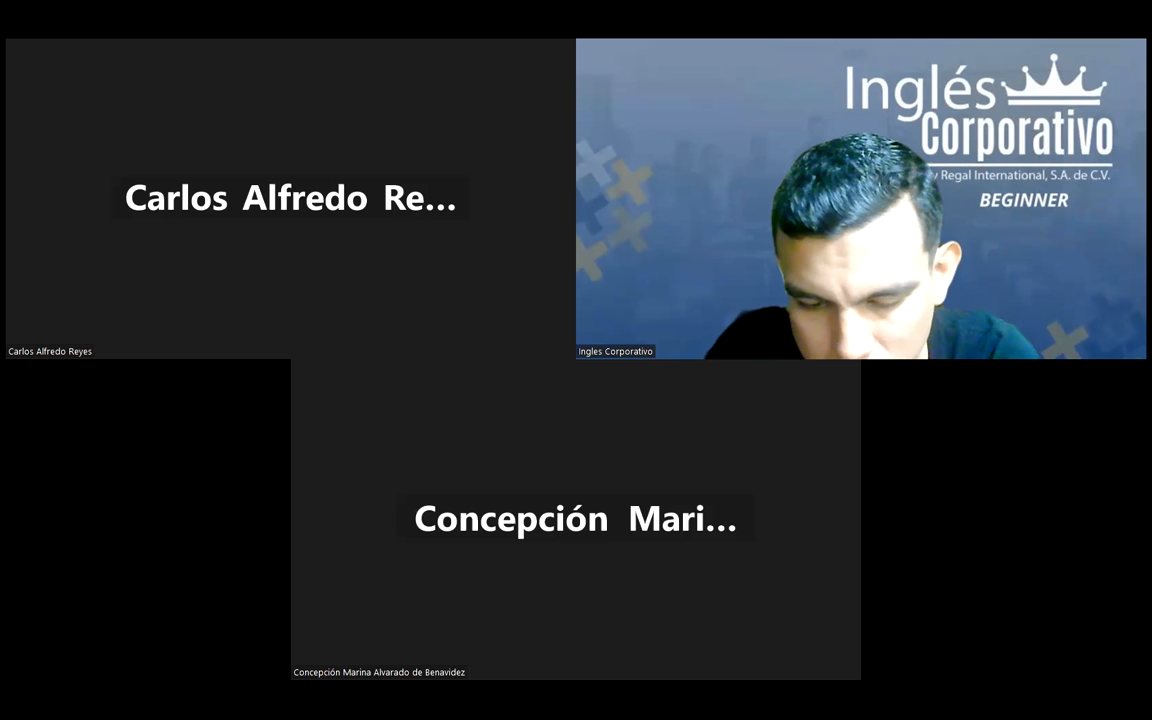 Carlos Alfredo Re...
Carlos Alfredo Reyes
Inglés
Corporativo
y Regal International, S.A. de C.V.
BEGINNER
Ingles Corporativo
Concepción Mari...
Concepción Marina Alvarado de Benavidez